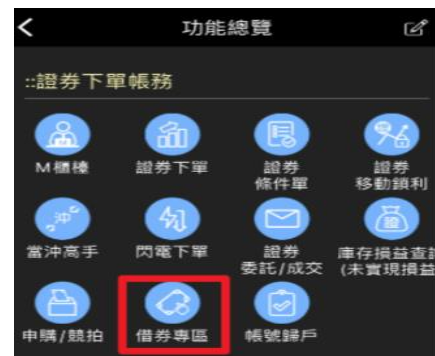 功能總覽
::證券下單帳務
M櫃檯
證券下單
證券
條件單
證券
移動鎖利
當沖高手
閃電下單
證券
委託/成交
庫存損益查
(未實現損益
申購/競拍
借券專區
帳號歸戶